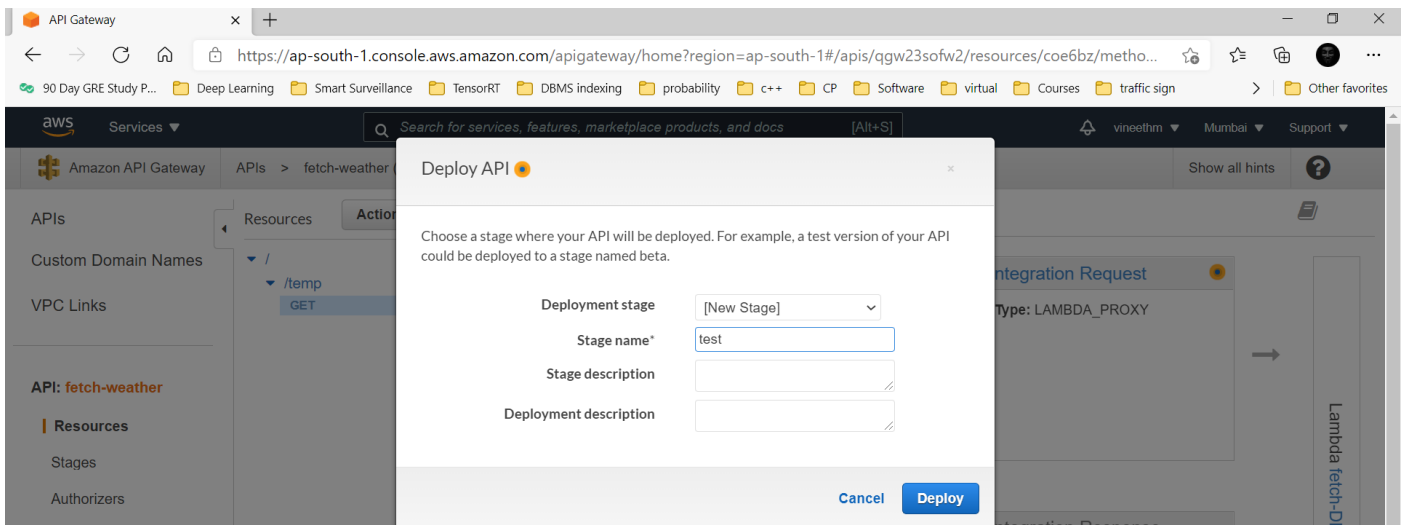 API Gateway
https://ap-south-1.console.aws.amazon.com/apigateway/home?region=ap-south-1#/apis/qgw23sofw2/resources/coe6bz/metho...
90 Day GRE Study P... Deep Learning Smart Surveillance TensorRT DBMS indexing probability c++ CP Software virtual Courses traffic sign Other favorites
aws Services Search for services, features, marketplace products, and docs [Alt+S] vineethm Mumbai Support
Amazon API Gateway APIs > fetch-weather ( Show all hints ?
Deploy API
APIs
Custom Domain Names
VPC Links
API: fetch-weather
Resources
Stages
Authorizers
Resources Action
/
/temp
GET
Choose a stage where your API will be deployed. For example, a test version of your API
could be deployed to a stage named beta.
Deployment stage [New Stage]
Stage name* test
Stage description
Deployment description
Cancel Deploy
ntegration Request
Type: LAMBDA_PROXY
Lambda fetch-D